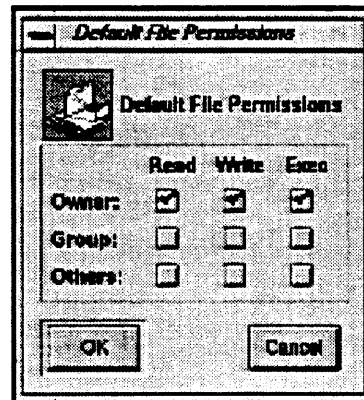 Default File Permissions
Default File Permissions
Read Write Exec
Owner:
Group:
Others:
OK Cancel